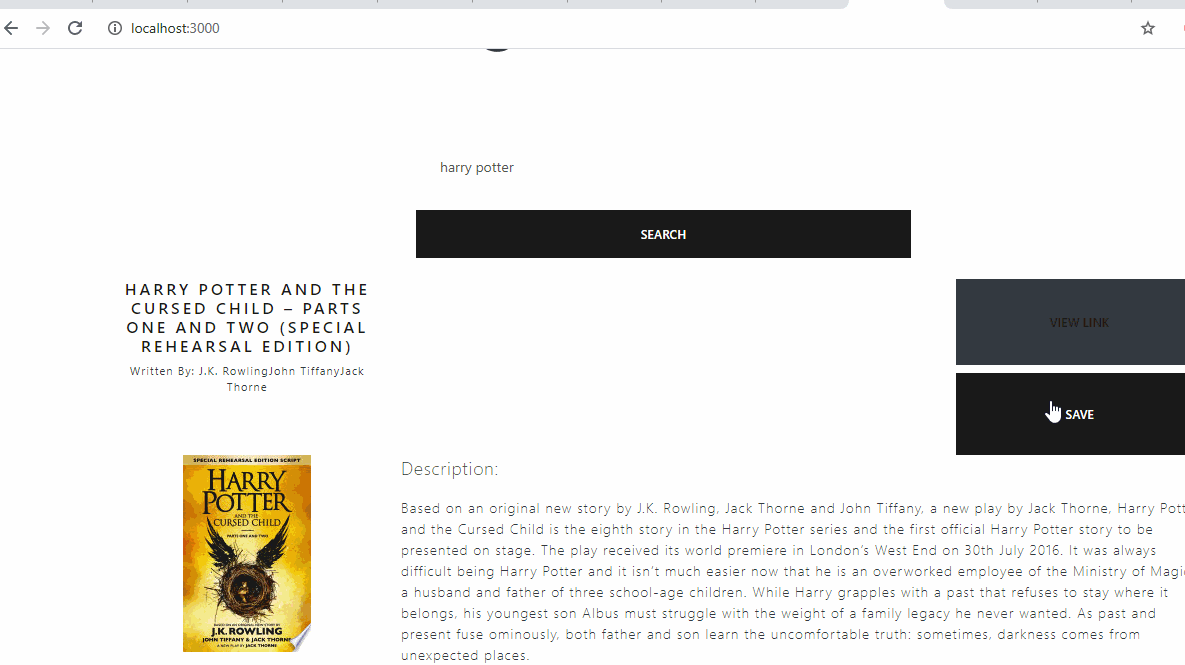 localhost:3000
harry potter
SEARCH
HARRY POTTER AND THE
CURSED CHILD – PARTS
ONE AND TWO (SPECIAL
REHEARSAL EDITION)
Written By: J.K. RowlingJohn TiffanyJack
Thorne
VIEW LINK
SAVE
SPECIAL REHEARSAL EDITION SCRIPT
HARRY
POTTER
AND THE
CURSED CHILD
PARTS ONE AND TWO
BASED ON AN ORIGINAL NEW STORY BY
J.K. ROWLING
JOHN TIFFANY & JACK THORNE
A NEW PLAY BY JACK THORNE
Description:
Based on an original new story by J.K. Rowling, Jack Thorne and John Tiffany, a new play by Jack Thorne, Harry Pott
and the Cursed Child is the eighth story in the Harry Potter series and the first official Harry Potter story to be
presented on stage. The play received its world premiere in London’s West End on 30th July 2016. It was always
difficult being Harry Potter and it isn’t much easier now that he is an overworked employee of the Ministry of Magi
a husband and father of three school-age children. While Harry grapples with a past that refuses to stay where it
belongs, his youngest son Albus must struggle with the weight of a family legacy he never wanted. As past and
present fuse ominously, both father and son learn the uncomfortable truth: sometimes, darkness comes from
unexpected places.